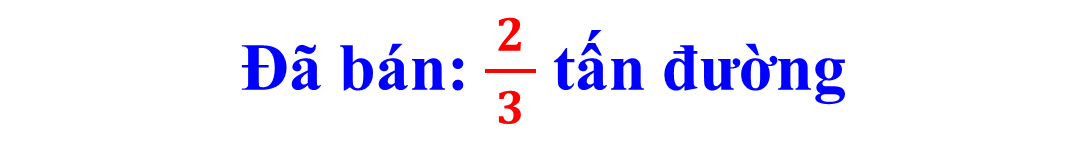 Đã bán: 2/3 tấn đường